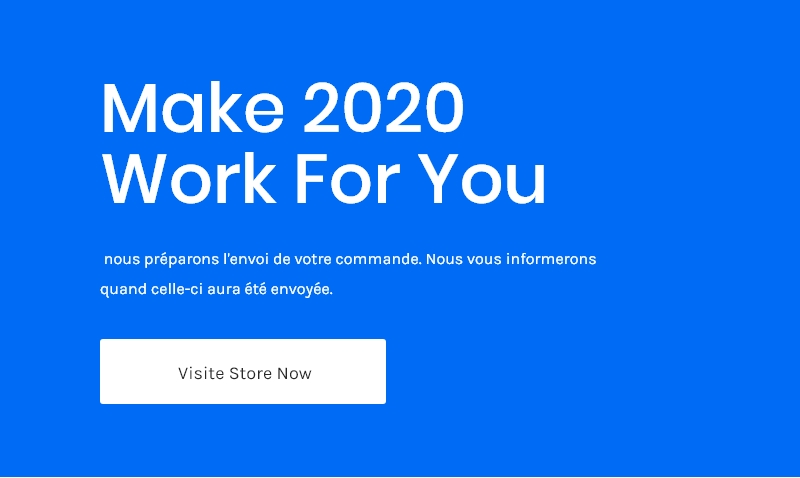 Make 2020
Work For You
nous préparons l'envoi de votre commande. Nous vous informerons
quand celle-ci aura été envoyée.
Visite Store Now